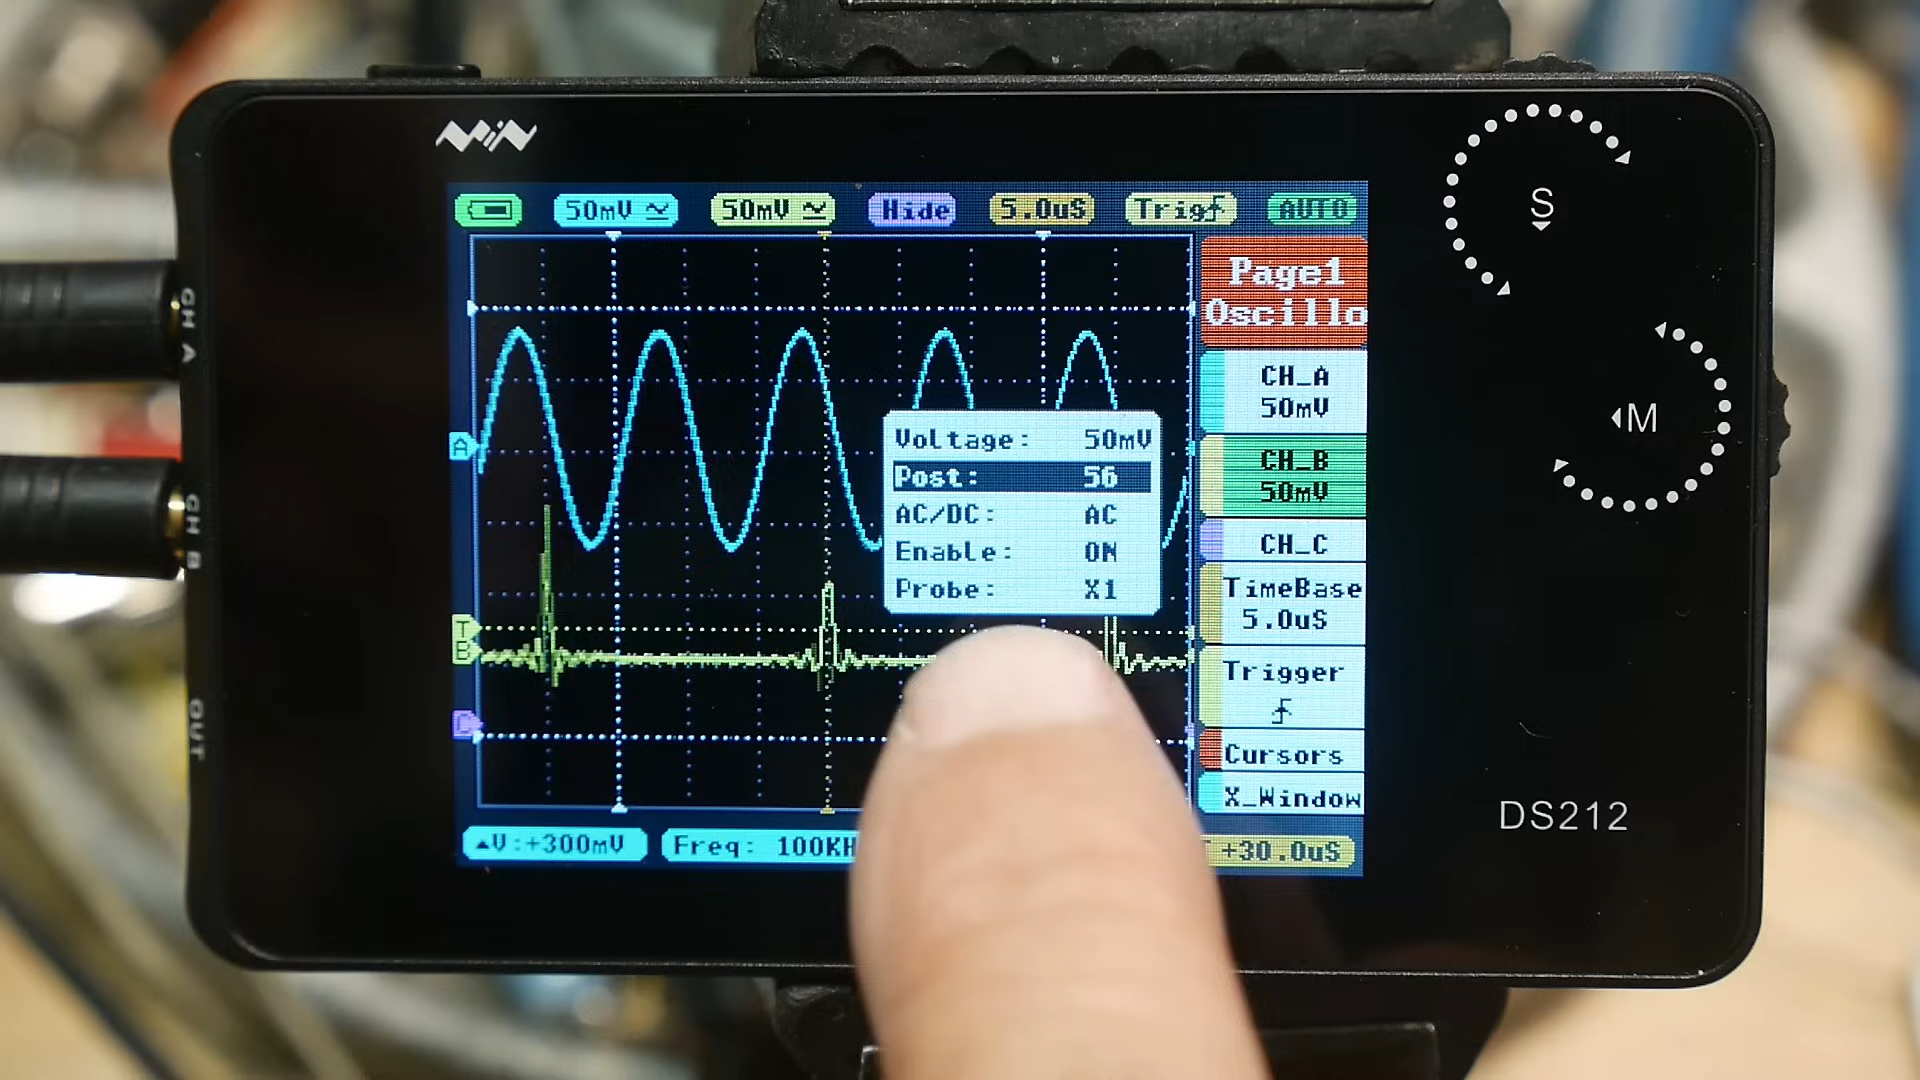 MiNi
50mV
50mV
Hide
5.0uS
Trig
AUTO
S
Page1
Oscillo
CH_A
50mV
CH_B
50mV
CH_C
TimeBase
5.0uS
Trigger
Cursors
X_Window
Voltage: 50mV
Post: 56
AC/DC: AC
Enable: ON
Probe: X1
A
T
B
C
M
CH A
CH B
OUT
DS212
▲V:+300mV
Freq: 100KH
+30.0uS